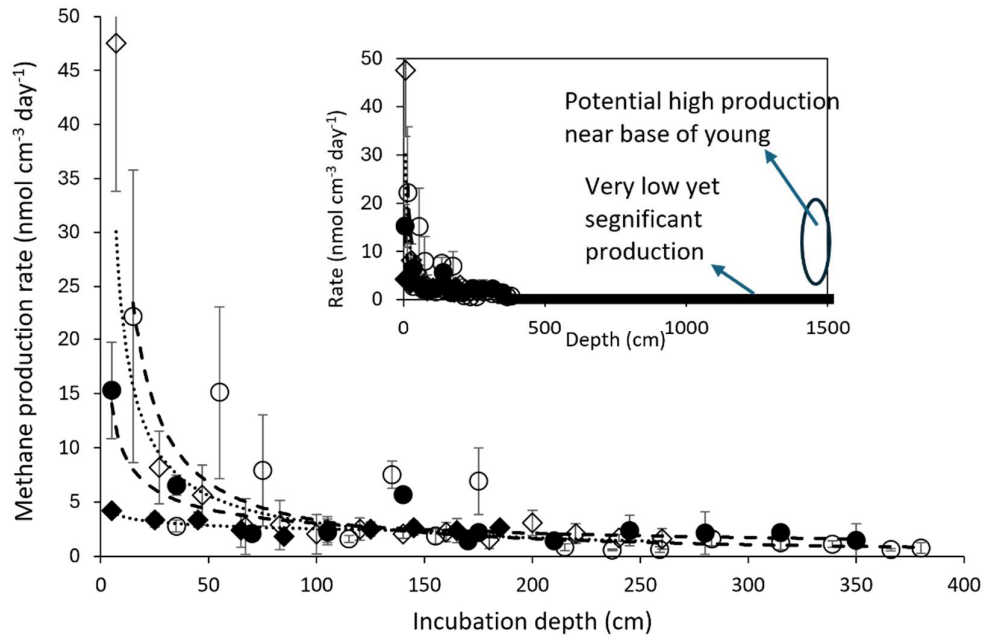 Methane production rate (nmol cm⁻³ day⁻¹)
50
45
40
35
30
25
20
15
10
5
0
0 50 100 150 200 250 300 350 400
Incubation depth (cm)
Rate (nmol cm⁻³ day⁻¹)
50
40
30
20
10
0
0 500 1000 1500
Depth (cm)
Potential high production
near base of young
Very low yet
segnificant
production